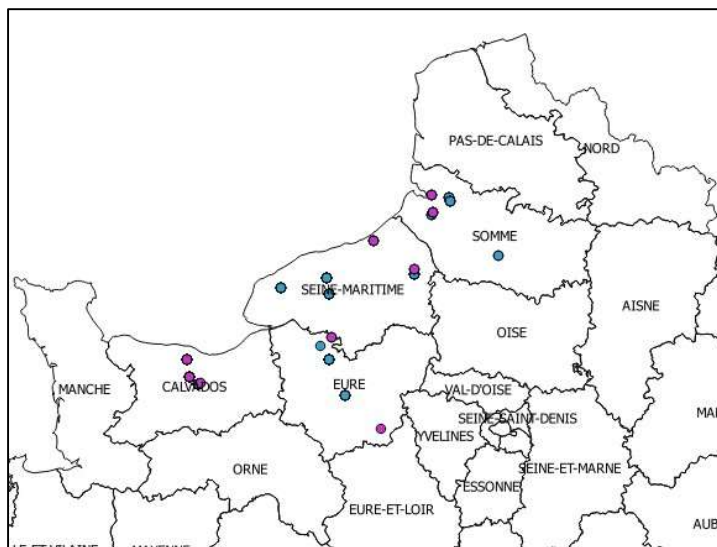 PAS-DE-CALAIS
NORD
SOMME
SEINE-MARITIME
AISNE
OISE
MANCHE
CALVADOS
EURE
VAL-D'OISE
SEINE-SAINT-DENIS
YVELINES
ORNE
SEINE-ET-MARNE
ESSONNE
EURE-ET-LOIR